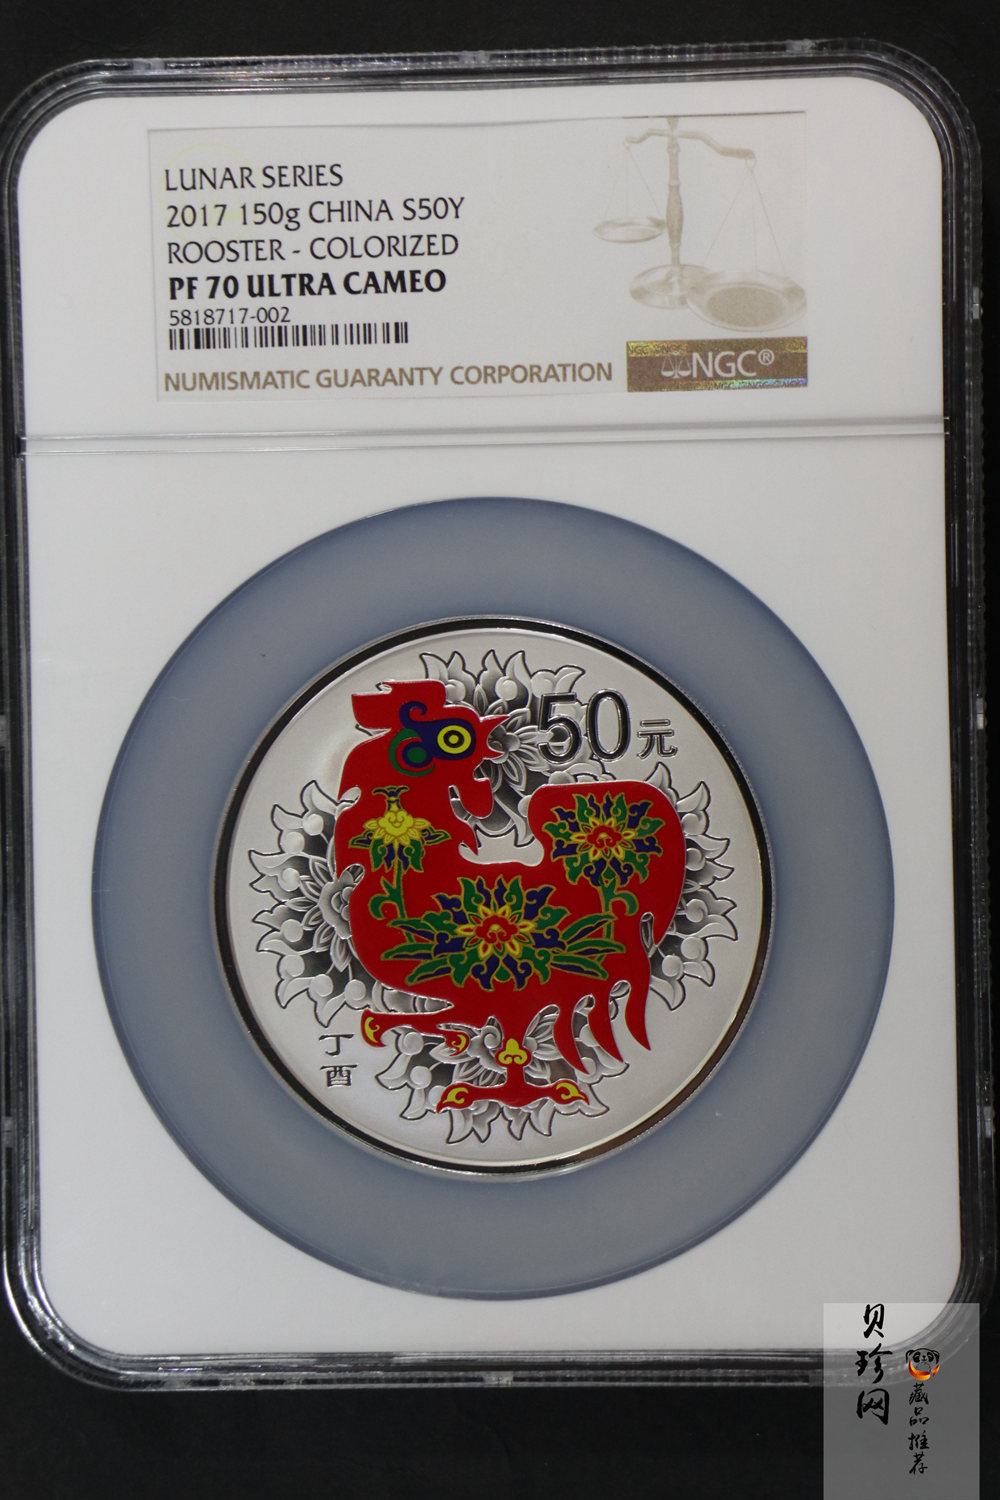 LUNAR SERIES
2017 150g CHINA S50Y
ROOSTER - COLORIZED
PF 70 ULTRA CAMEO
5818717-002
NUMISMATIC GUARANTY CORPORATION
NGC®
50元
丁酉
贝珍网
藏品推荐